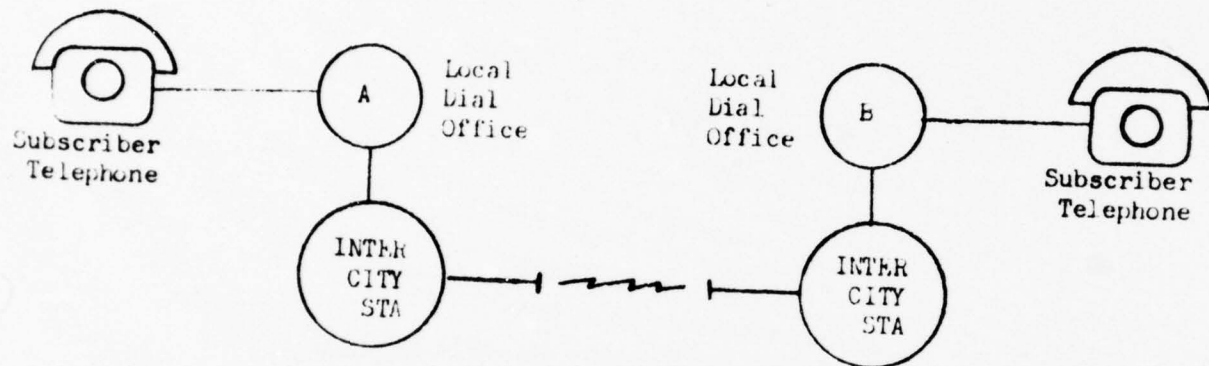 Subscriber
Telephone
A
Local
Dial
Office
Local
Dial
Office
B
Subscriber
Telephone
INTER
CITY
STA
INTER
CITY
STA